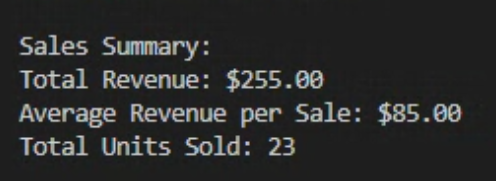 Sales Summary:
Total Revenue: $255.00
Average Revenue per Sale: $85.00
Total Units Sold: 23